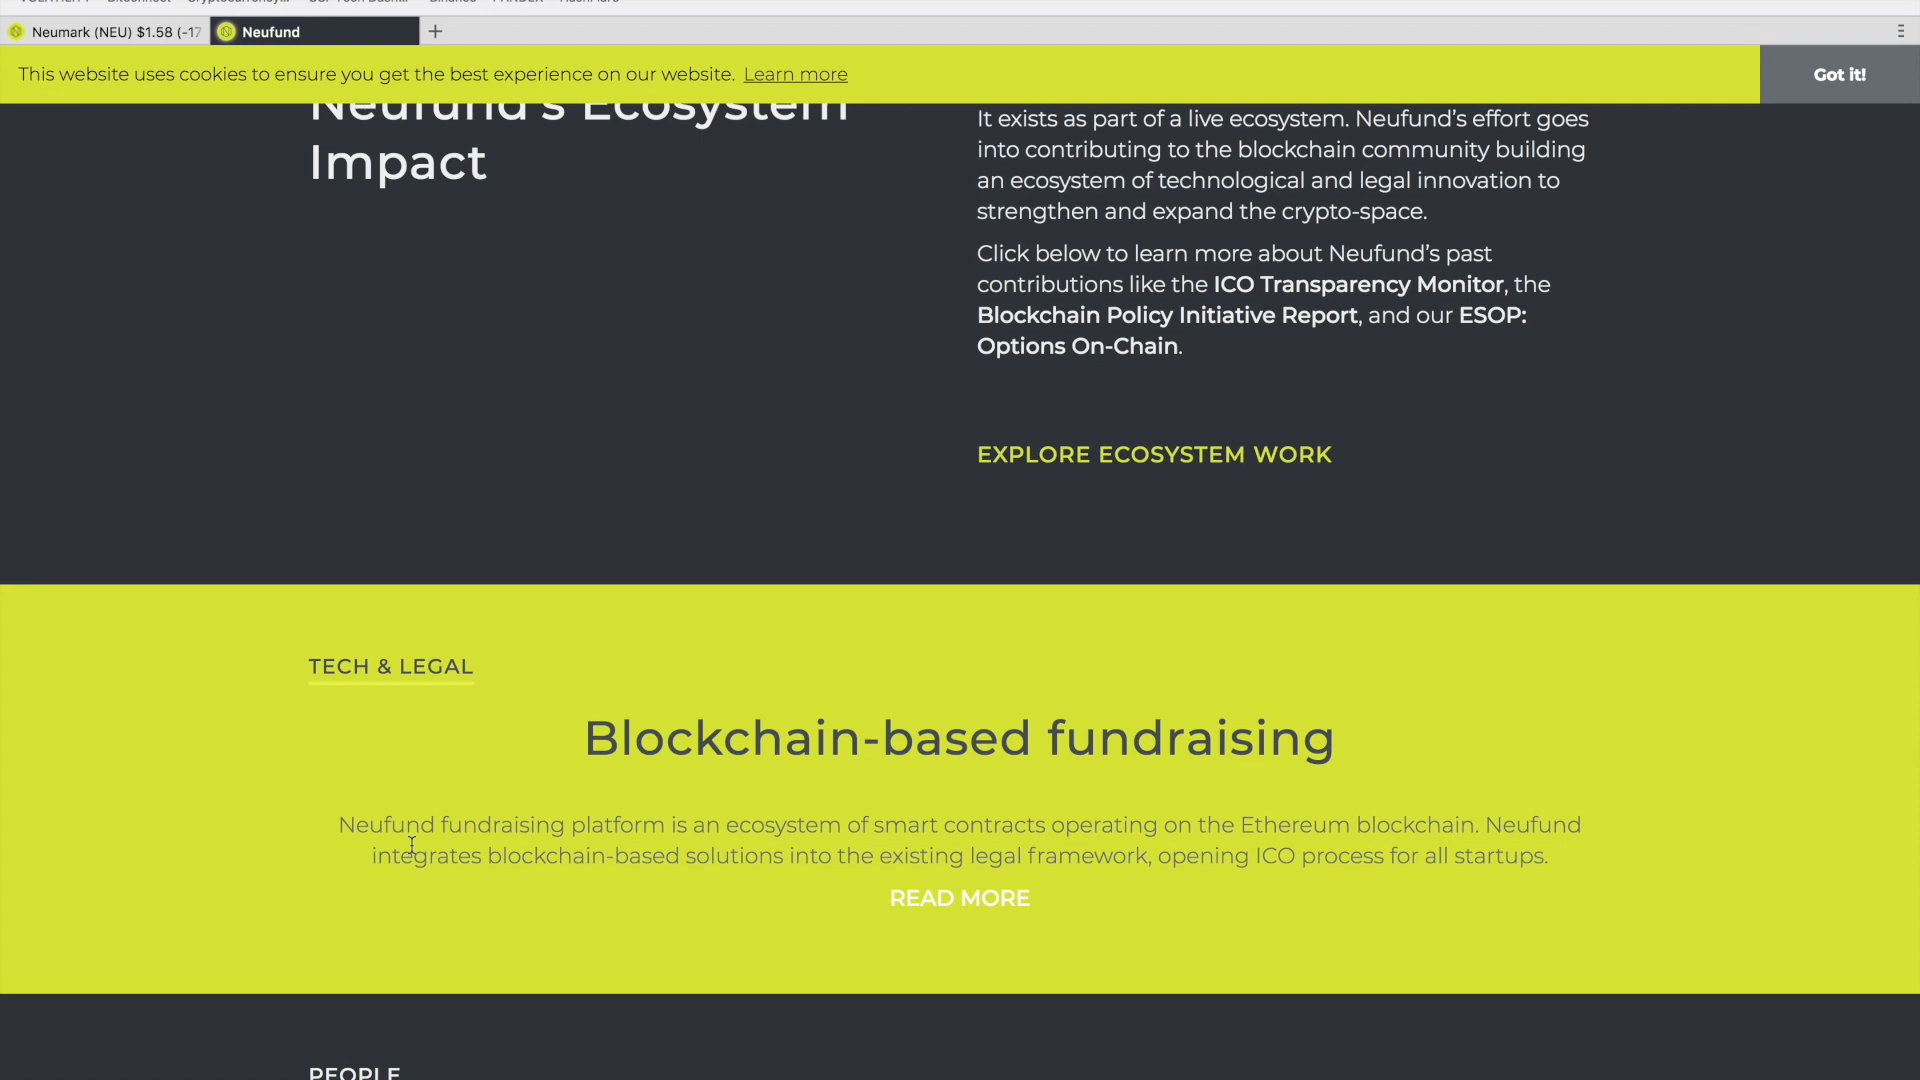 Neumark (NEU) $1.58 (-17
Neufund
This website uses cookies to ensure you get the best experience on our website. Learn more
Got it!
Neufund's Ecosystem
Impact
It exists as part of a live ecosystem. Neufund's effort goes
into contributing to the blockchain community building
an ecosystem of technological and legal innovation to
strengthen and expand the crypto-space.
Click below to learn more about Neufund's past
contributions like the ICO Transparency Monitor, the
Blockchain Policy Initiative Report, and our ESOP:
Options On-Chain.
EXPLORE ECOSYSTEM WORK
TECH & LEGAL
Blockchain-based fundraising
Neufund fundraising platform is an ecosystem of smart contracts operating on the Ethereum blockchain. Neufund
integrates blockchain-based solutions into the existing legal framework, opening ICO process for all startups.
READ MORE
PEOPLE